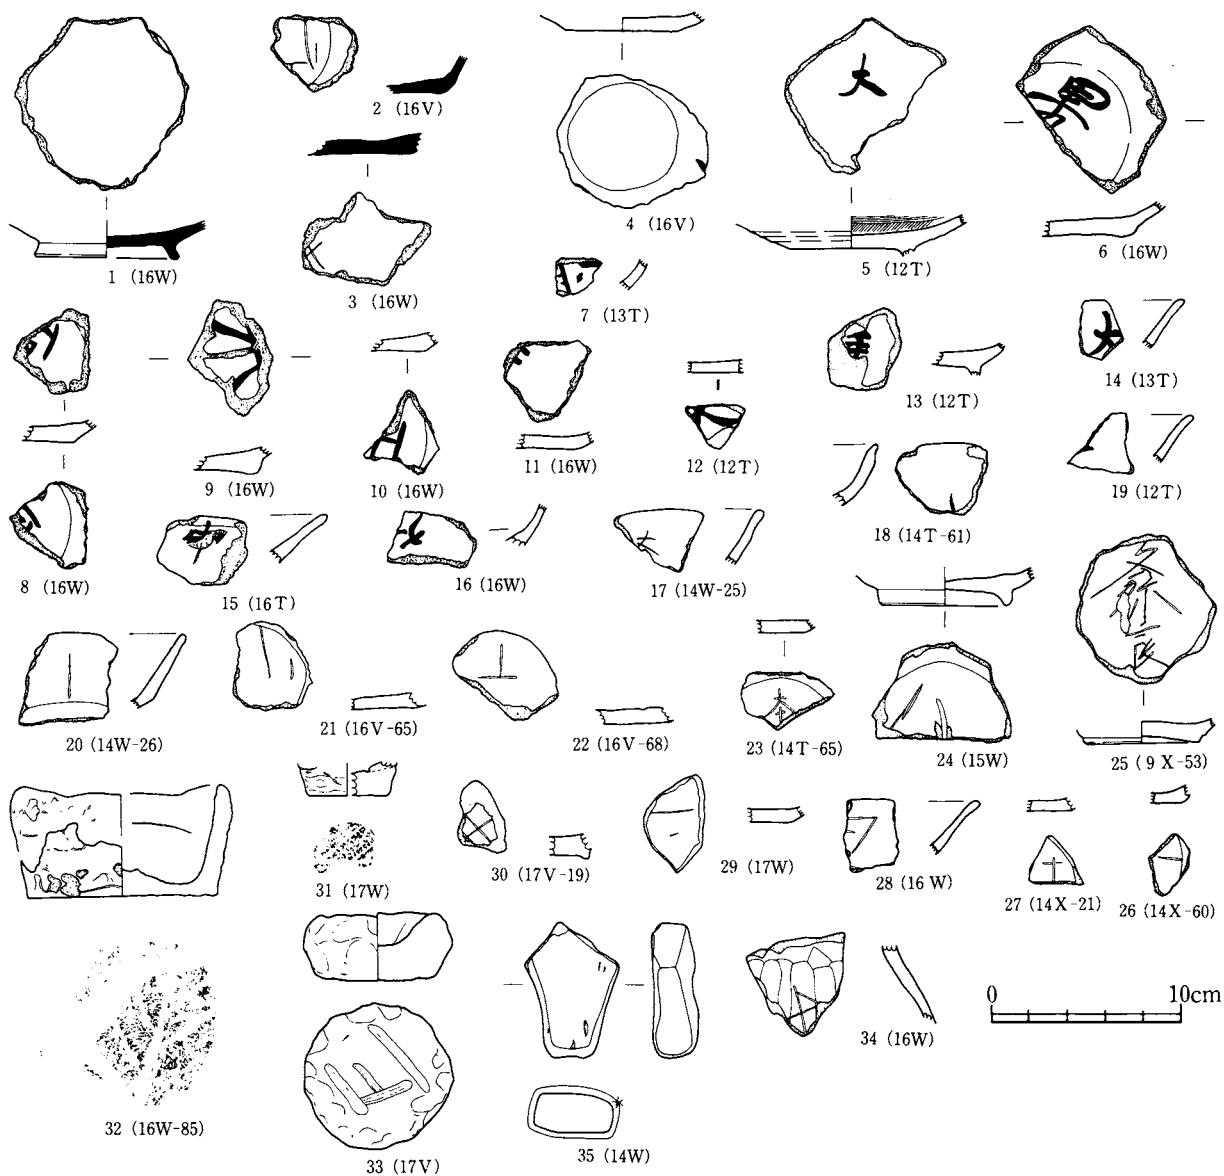 1 (16W)
2 (16V)
3 (16W)
4 (16V)
大
5 (12T)
6 (16W)
7 (13T)
8 (16W)
9 (16W)
10 (16W)
11 (16W)
12 (12T)
13 (12T)
大
14 (13T)
15 (16T)
16 (16W)
17 (14W-25)
18 (14T-61)
19 (12T)
20 (14W-26)
21 (16V-65)
22 (16V-68)
23 (14T-65)
24 (15W)
25 (9X-53)
26 (14X-60)
27 (14X-21)
28 (16W)
29 (17W)
30 (17V-19)
31 (17W)
32 (16W-85)
33 (17V)
34 (16W)
35 (14W)
0 10cm